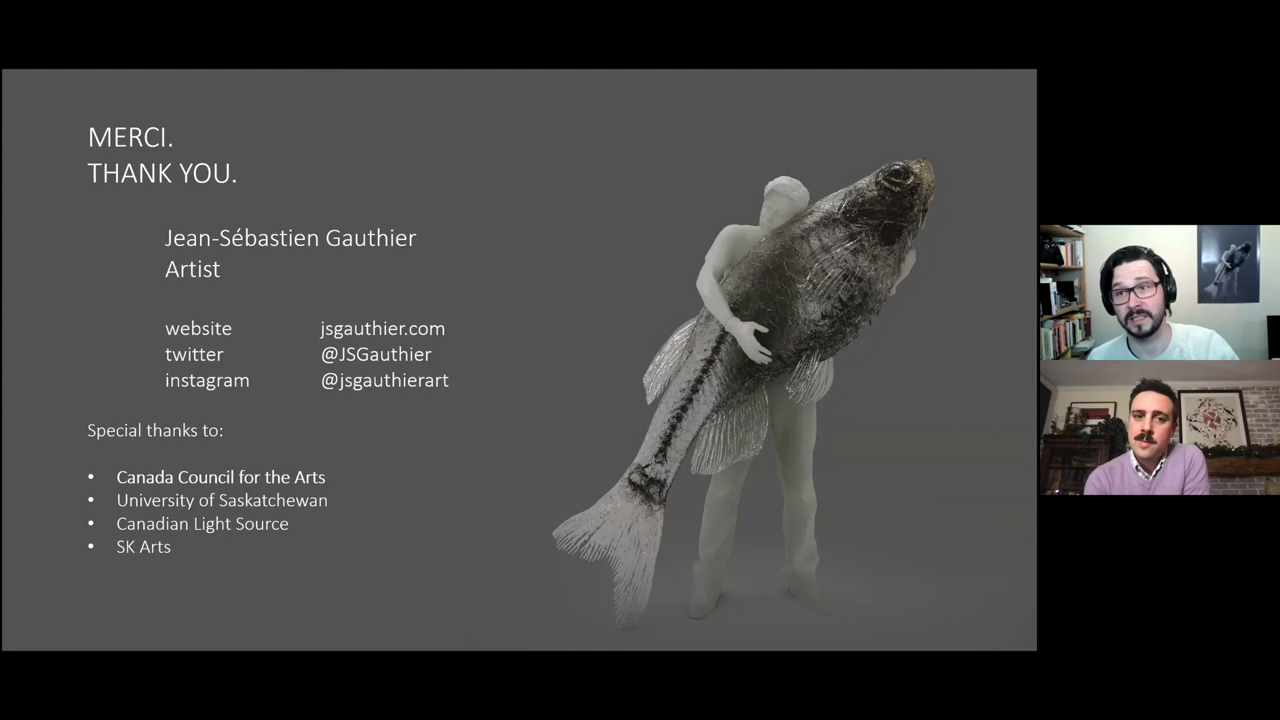 MERCI.
THANK YOU.
Jean-Sébastien Gauthier
Artist
website jsgauthier.com
twitter @JSGauthier
instagram @jsgauthierart
Special thanks to:
• Canada Council for the Arts
• University of Saskatchewan
• Canadian Light Source
• SK Arts